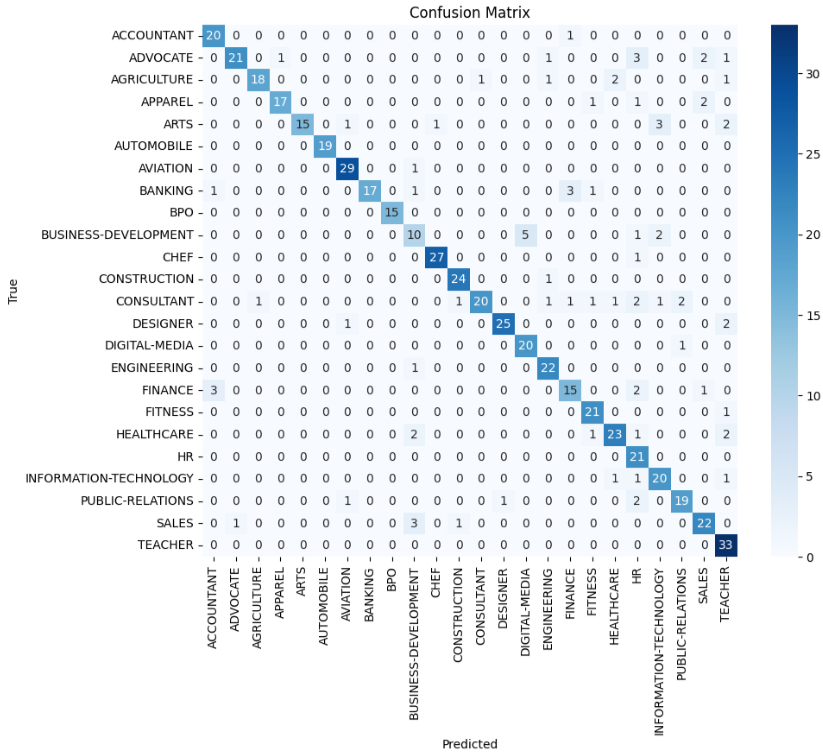 Confusion Matrix
True
ACCOUNTANT 20 0 0 0 0 0 0 0 0 0 0 0 0 0 0 0 1 0 0 0 0 0 0 0
ADVOCATE 0 21 0 1 0 0 0 0 0 0 0 0 0 0 0 1 0 0 0 3 0 0 2 1
AGRICULTURE 0 0 18 0 0 0 0 0 0 0 0 0 1 0 0 1 0 0 2 0 0 0 0 1
APPAREL 0 0 0 17 0 0 0 0 0 0 0 0 0 0 0 0 0 1 0 1 0 0 2 0
ARTS 0 0 0 0 15 0 1 0 0 0 1 0 0 0 0 0 0 0 0 0 3 0 0 2
AUTOMOBILE 0 0 0 0 0 19 0 0 0 0 0 0 0 0 0 0 0 0 0 0 0 0 0 0
AVIATION 0 0 0 0 0 0 29 0 0 1 0 0 0 0 0 0 0 0 0 0 0 0 0 0
BANKING 1 0 0 0 0 0 0 17 0 1 0 0 0 0 0 0 3 1 0 0 0 0 0 0
BPO 0 0 0 0 0 0 0 0 15 0 0 0 0 0 0 0 0 0 0 0 0 0 0 0
BUSINESS-DEVELOPMENT 0 0 0 0 0 0 0 0 0 10 0 0 0 0 5 0 0 0 0 1 2 0 0 0
CHEF 0 0 0 0 0 0 0 0 0 0 27 0 0 0 0 0 0 0 0 1 0 0 0 0
CONSTRUCTION 0 0 0 0 0 0 0 0 0 0 0 24 0 0 0 1 0 0 0 0 0 0 0 0
CONSULTANT 0 0 1 0 0 0 0 0 0 0 0 1 20 0 0 1 1 1 1 2 1 2 0 0
DESIGNER 0 0 0 0 0 0 1 0 0 0 0 0 0 25 0 0 0 0 0 0 0 0 0 2
DIGITAL-MEDIA 0 0 0 0 0 0 0 0 0 0 0 0 0 0 20 0 0 0 0 0 0 1 0 0
ENGINEERING 0 0 0 0 0 0 0 0 0 1 0 0 0 0 0 22 0 0 0 0 0 0 0 0
FINANCE 3 0 0 0 0 0 0 0 0 0 0 0 0 0 0 0 15 0 0 2 0 0 1 0
FITNESS 0 0 0 0 0 0 0 0 0 0 0 0 0 0 0 0 0 21 0 0 0 0 0 1
HEALTHCARE 0 0 0 0 0 0 0 0 0 2 0 0 0 0 0 0 0 1 23 1 0 0 0 2
HR 0 0 0 0 0 0 0 0 0 0 0 0 0 0 0 0 0 0 0 21 0 0 0 0
INFORMATION-TECHNOLOGY 0 0 0 0 0 0 0 0 0 0 0 0 0 0 0 0 0 0 1 1 20 0 0 1
PUBLIC-RELATIONS 0 0 0 0 0 0 1 0 0 0 0 0 0 1 0 0 0 0 0 2 0 19 0 0
SALES 0 1 0 0 0 0 0 0 0 3 0 1 0 0 0 0 0 0 0 0 0 0 22 0
TEACHER 0 0 0 0 0 0 0 0 0 0 0 0 0 0 0 0 0 0 0 0 0 0 0 33
ACCOUNTANT
ADVOCATE
AGRICULTURE
APPAREL
ARTS
AUTOMOBILE
AVIATION
BANKING
BPO
BUSINESS-DEVELOPMENT
CHEF
CONSTRUCTION
CONSULTANT
DESIGNER
DIGITAL-MEDIA
ENGINEERING
FINANCE
FITNESS
HEALTHCARE
HR
INFORMATION-TECHNOLOGY
PUBLIC-RELATIONS
SALES
TEACHER
Predicted
30
25
20
15
10
5
0